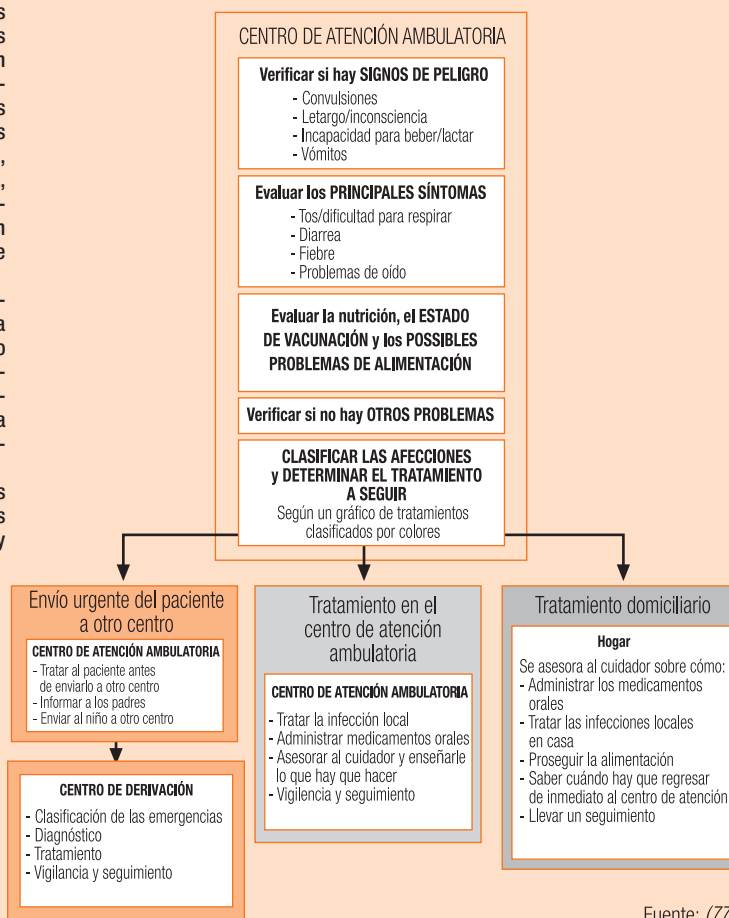 CENTRO DE ATENCIÓN AMBULATORIA
Verificar si hay SIGNOS DE PELIGRO
- Convulsiones
- Letargo/inconsciencia
- Incapacidad para beber/lactar
- Vómitos
Evaluar los PRINCIPALES SÍNTOMAS
- Tos/dificultad para respirar
- Diarrea
- Fiebre
- Problemas de oído
Evaluar la nutrición, el ESTADO
DE VACUNACIÓN y los POSSIBLES
PROBLEMAS DE ALIMENTACIÓN
Verificar si no hay OTROS PROBLEMAS
CLASIFICAR LAS AFECCIONES
y DETERMINAR EL TRATAMIENTO
A SEGUIR
Según un gráfico de tratamientos
clasificados por colores
Envío urgente del paciente
a otro centro
CENTRO DE ATENCIÓN AMBULATORIA
- Tratar al paciente antes
de enviarlo a otro centro
- Informar a los padres
- Enviar al niño a otro centro
CENTRO DE DERIVACIÓN
- Clasificación de las emergencias
- Diagnóstico
- Tratamiento
- Vigilancia y seguimiento
Tratamiento en el
centro de atención
ambulatoria
CENTRO DE ATENCIÓN AMBULATORIA
- Tratar la infección local
- Administrar medicamentos orales
- Asesorar al cuidador y enseñarle
lo que hay que hacer
- Vigilancia y seguimiento
Tratamiento domiciliario
Hogar
Se asesora al cuidador sobre cómo:
- Administrar los medicamentos
orales
- Tratar las infecciones locales
en casa
- Proseguir la alimentación
- Saber cuándo hay que regresar
de inmediato al centro de atención
- Llevar un seguimiento
Fuente: